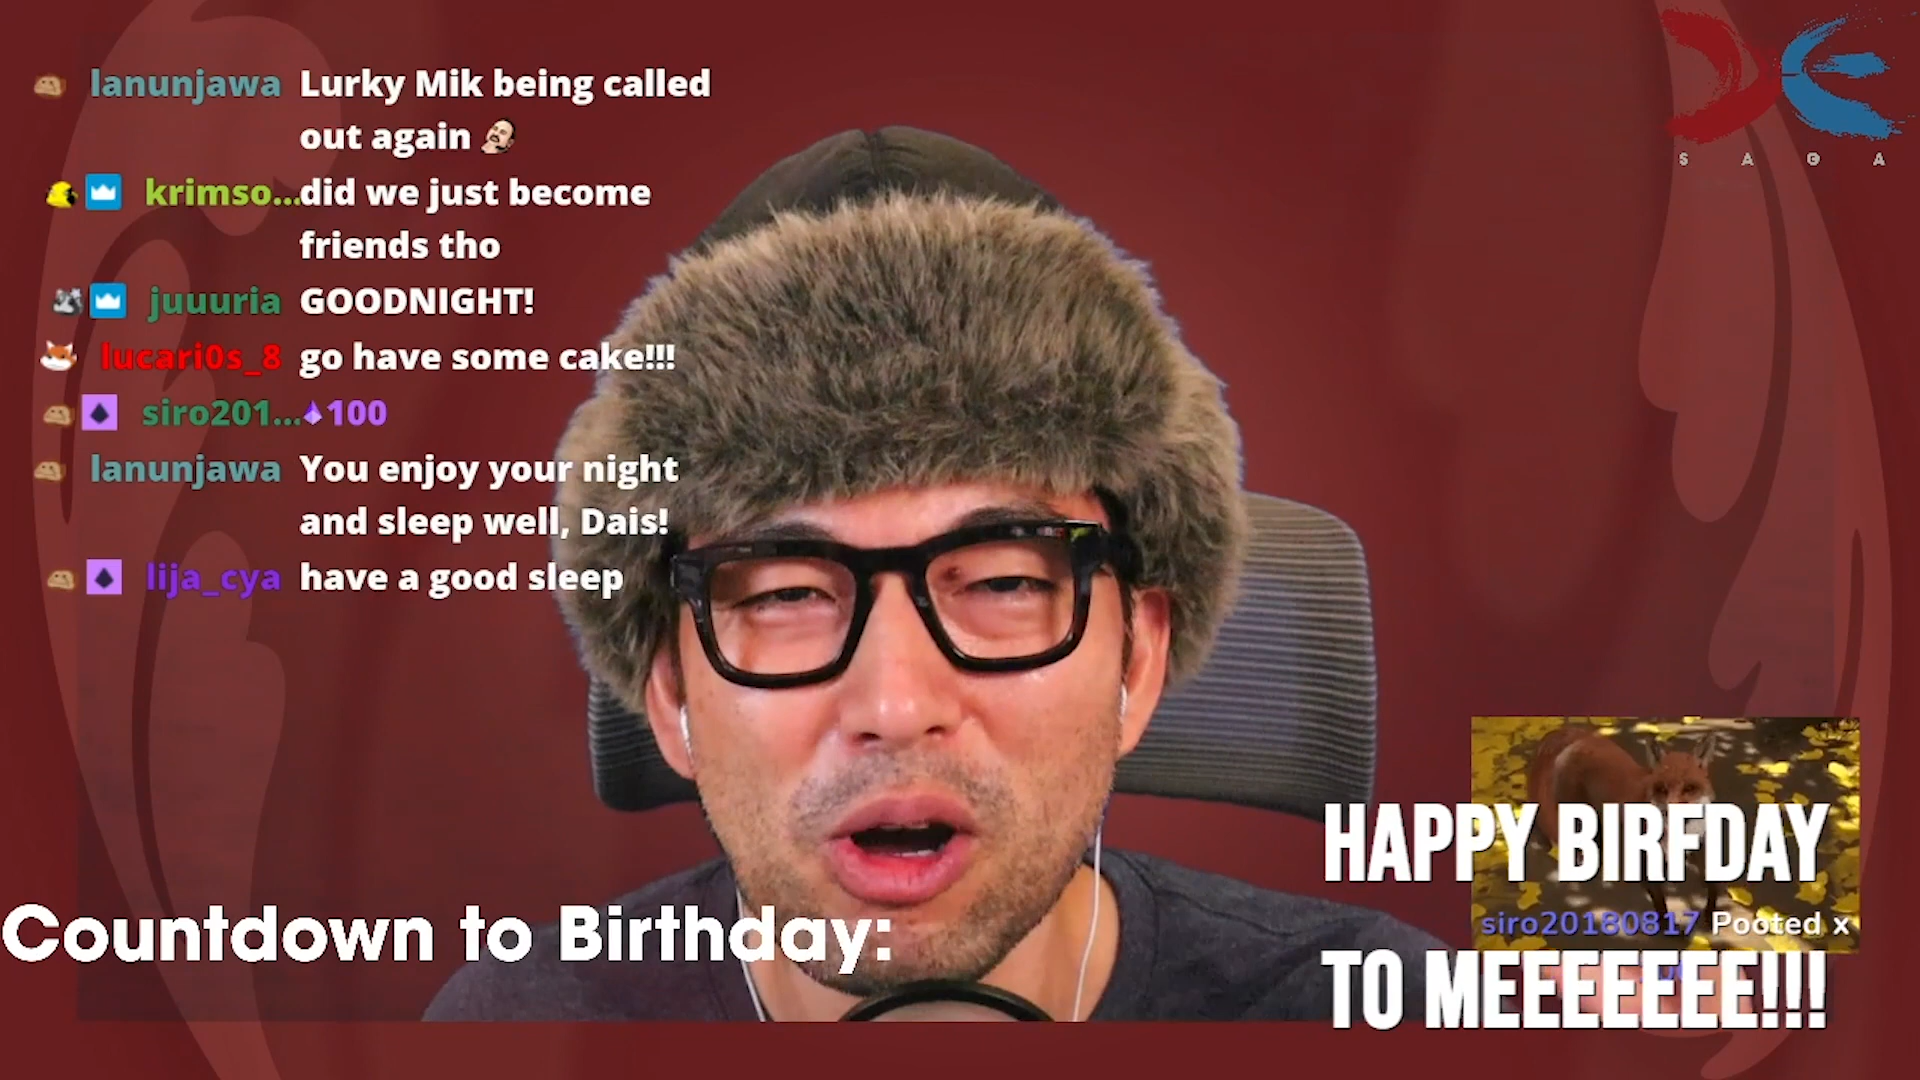 lanunjawa Lurky Mik being called
out again
krimso... did we just become
friends tho
juuuria GOODNIGHT!
lucari0s_8 go have some cake!!!
siro201... 100
lanunjawa You enjoy your night
and sleep well, Dais!
lija_cya have a good sleep
Countdown to Birthday:
SAGA
HAPPY BIRFDAY
siro20180817 Pooted x
TO MEEEEEEE!!!